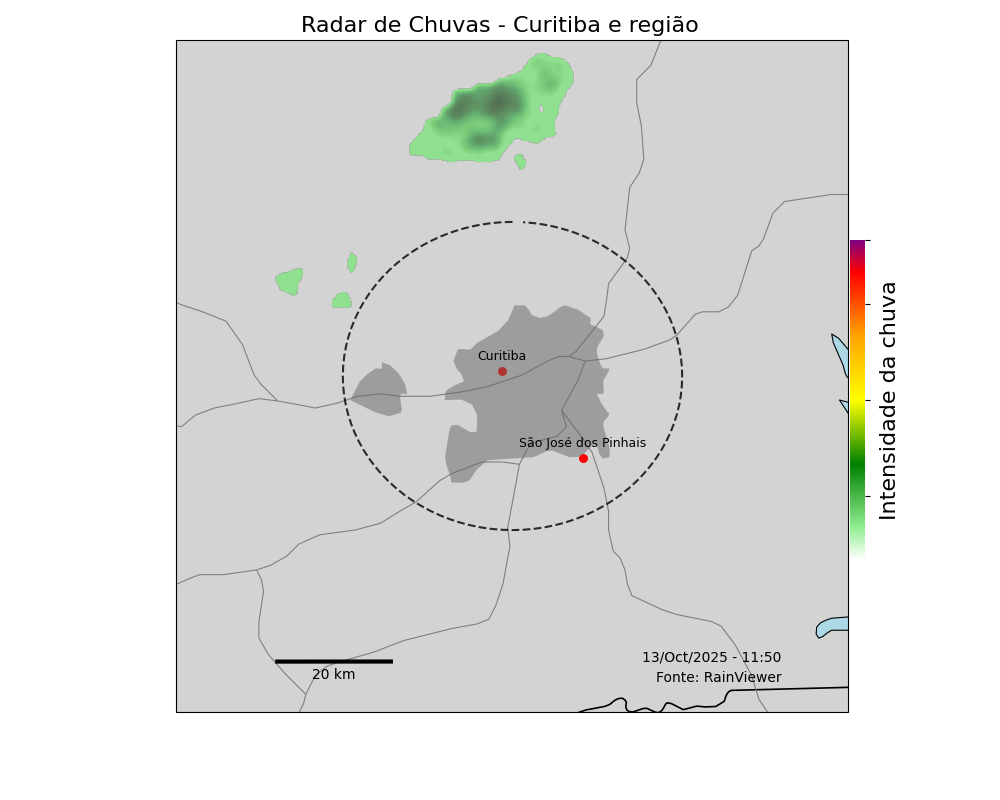 Radar de Chuvas - Curitiba e região
Curitiba
São José dos Pinhais
Intensidade da chuva
20 km
13/Oct/2025 - 11:50
Fonte: RainViewer